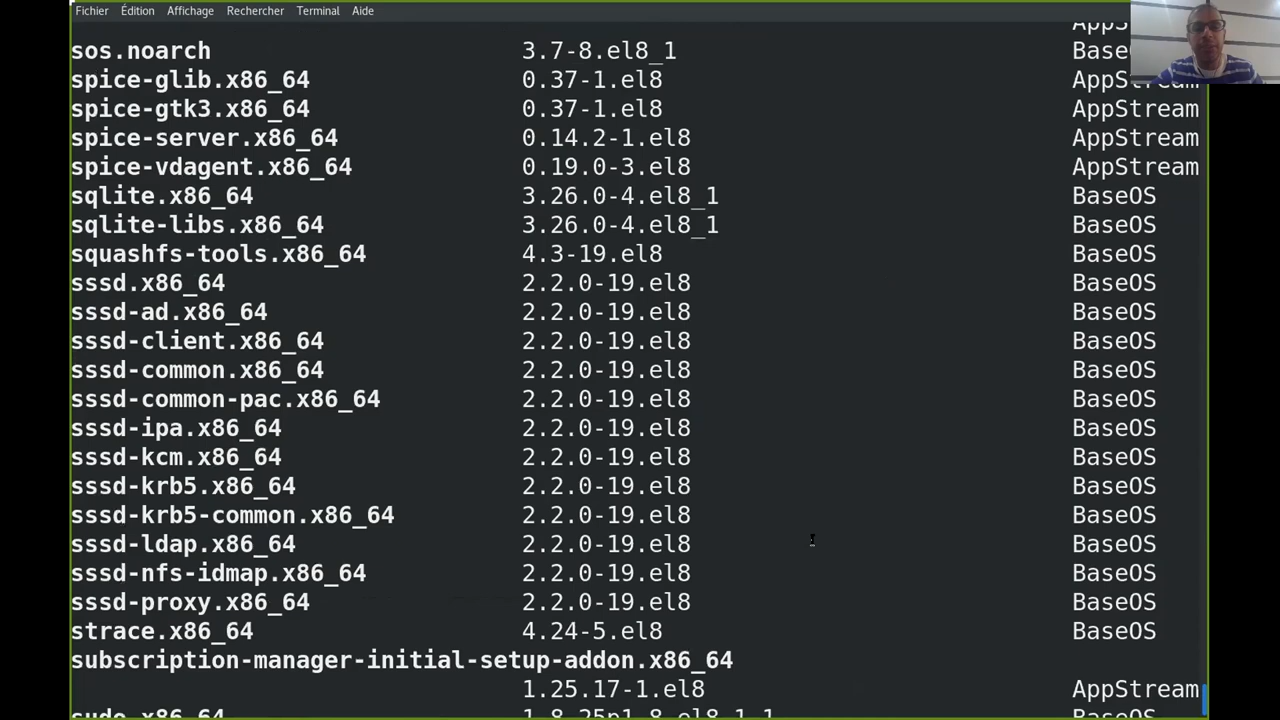 Fichier Édition Affichage Rechercher Terminal Aide
sos.noarch 3.7-8.el8_1
spice-glib.x86_64 0.37-1.el8
spice-gtk3.x86_64 0.37-1.el8 AppStream
spice-server.x86_64 0.14.2-1.el8 AppStream
spice-vdagent.x86_64 0.19.0-3.el8 AppStream
sqlite.x86_64 3.26.0-4.el8_1 BaseOS
sqlite-libs.x86_64 3.26.0-4.el8_1 BaseOS
squashfs-tools.x86_64 4.3-19.el8 BaseOS
sssd.x86_64 2.2.0-19.el8 BaseOS
sssd-ad.x86_64 2.2.0-19.el8 BaseOS
sssd-client.x86_64 2.2.0-19.el8 BaseOS
sssd-common.x86_64 2.2.0-19.el8 BaseOS
sssd-common-pac.x86_64 2.2.0-19.el8 BaseOS
sssd-ipa.x86_64 2.2.0-19.el8 BaseOS
sssd-kcm.x86_64 2.2.0-19.el8 BaseOS
sssd-krb5.x86_64 2.2.0-19.el8 BaseOS
sssd-krb5-common.x86_64 2.2.0-19.el8 BaseOS
sssd-ldap.x86_64 2.2.0-19.el8 BaseOS
sssd-nfs-idmap.x86_64 2.2.0-19.el8 BaseOS
sssd-proxy.x86_64 2.2.0-19.el8 BaseOS
strace.x86_64 4.24-5.el8 BaseOS
subscription-manager-initial-setup-addon.x86_64
1.25.17-1.el8 AppStream